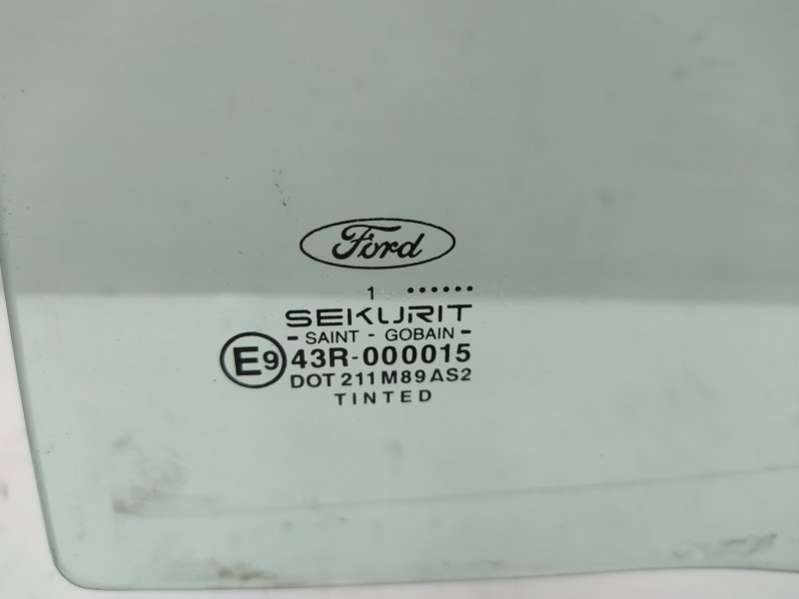 Ford
1 ••••••
SEKURIT
- SAINT - GOBAIN -
E9 43R-000015
DOT 211 M89 AS2
TINTED